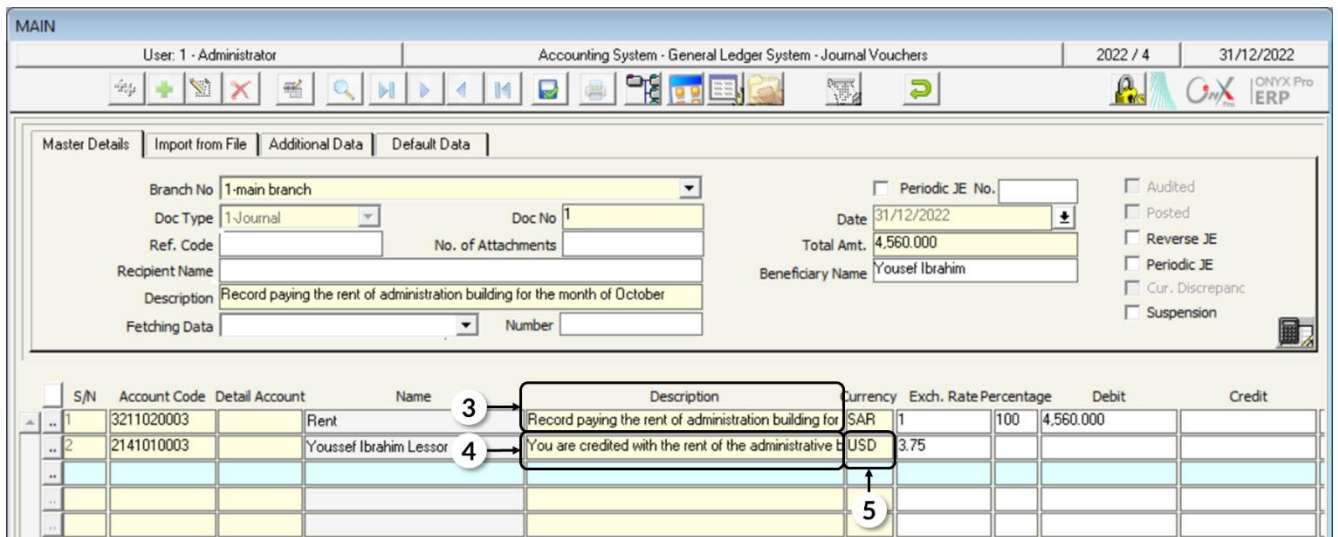 MAIN
User: 1 - Administrator Accounting System - General Ledger System - Journal Vouchers 2022 / 4 31/12/2022
ONYX Pro
ERP
Master Details Import from File Additional Data Default Data
Branch No 1-main branch Periodic JE No. Audited
Doc Type 1-Journal Doc No 1 Date 31/12/2022 Posted
Ref. Code No. of Attachments Total Amt. 4,560.000 Reverse JE
Recipient Name Beneficiary Name Yousef Ibrahim Periodic JE
Description Record paying the rent of administration building for the month of October Cur. Discrepanc
Fetching Data Number Suspension
S/N Account Code Detail Account Name Description Currency Exch. Rate Percentage Debit Credit
3
.. 1 3211020003 Rent Record paying the rent of administration building for SAR 1 100 4,560.000
.. 2 2141010003 Youssef Ibrahim Lessor You are credited with the rent of the administrative b USD 3.75
4
..
5
..
..